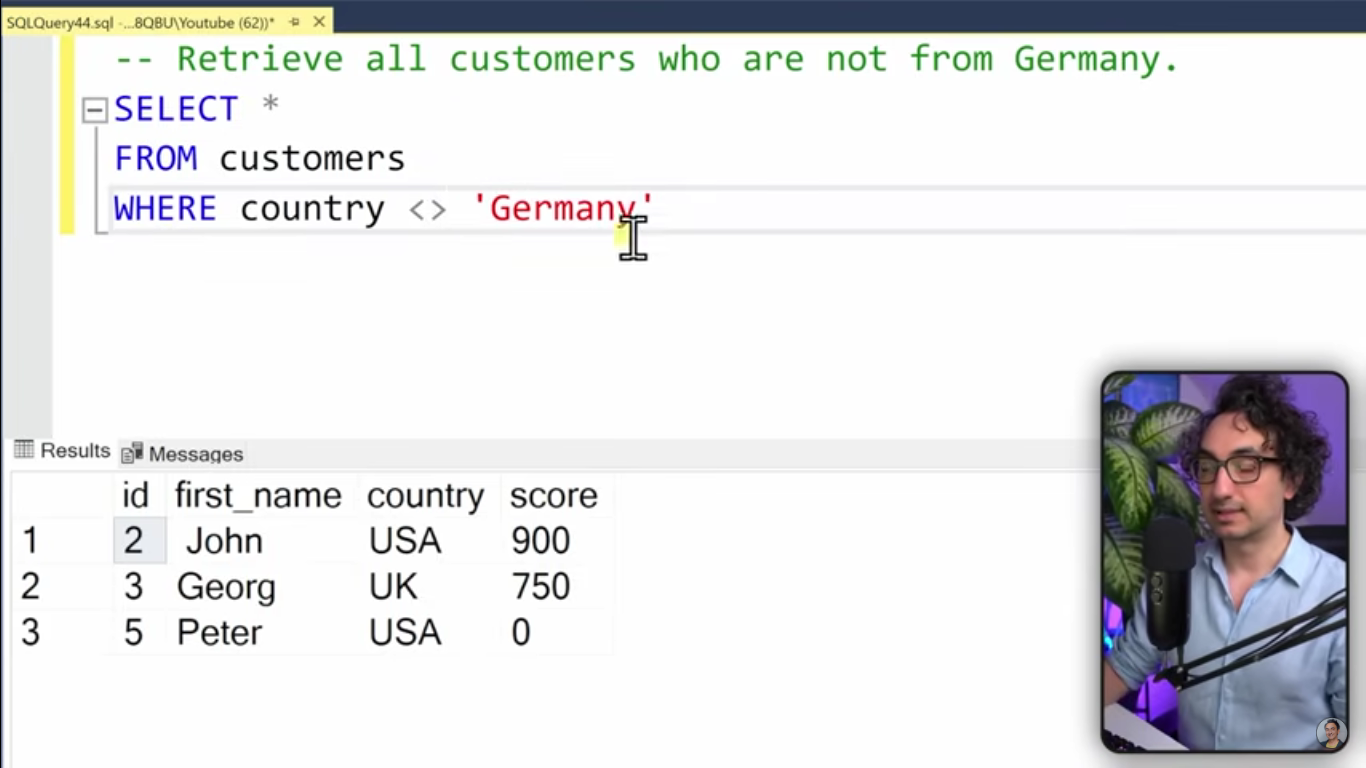 SQLQuery44.sql -...8QBU\Youtube (62))*
-- Retrieve all customers who are not from Germany.
SELECT *
FROM customers
WHERE country <> 'Germany'
Results Messages
id first_name country score
1 2 John USA 900
2 3 Georg UK 750
3 5 Peter USA 0